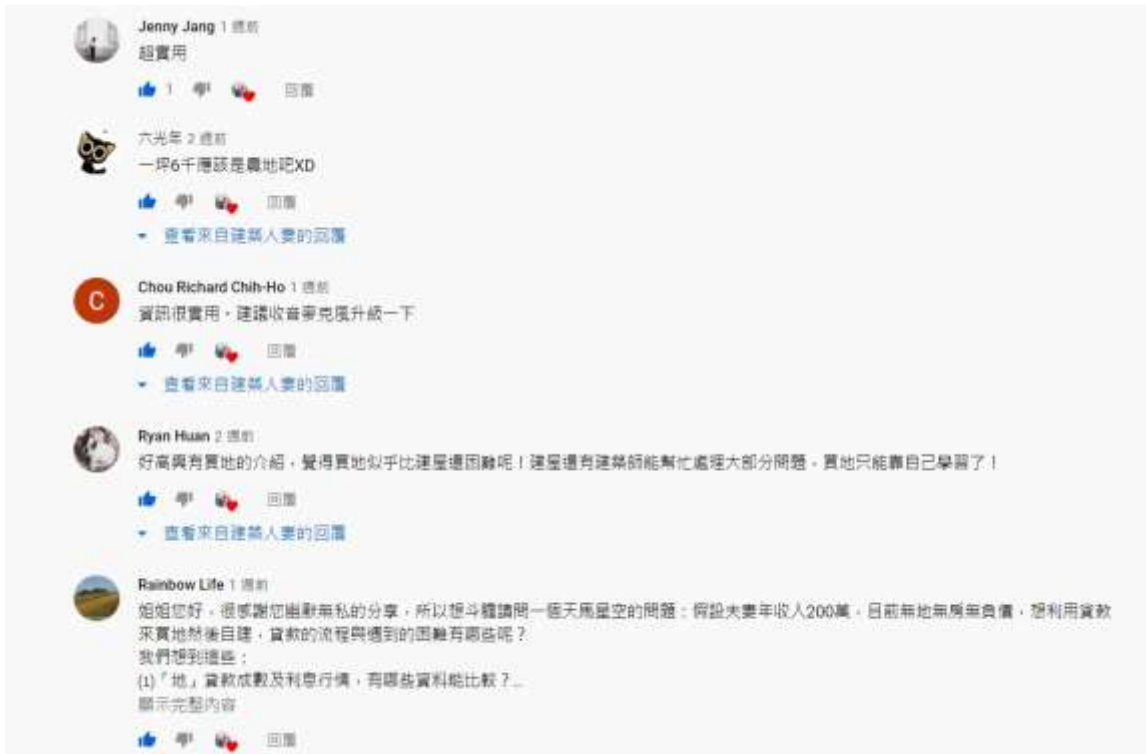 Jenny Jang 1 週前
超實用
1 回覆
六光年 2 週前
一坪6千應該是農地吧XD
回覆
查看來自建築人妻的回覆
C
Chou Richard Chih-Ho 1 週前
資訊很實用，建議收音麥克風升級一下
回覆
查看來自建築人妻的回覆
Ryan Huan 2 週前
好高興有買地的介紹，覺得買地似乎比建屋還困難呢！建屋還有建築師能幫忙處理大部分問題，買地只能靠自己學習了！
回覆
查看來自建築人妻的回覆
Rainbow Life 1 週前
姐姐您好，很感謝您幽默無私的分享，所以想斗膽請問一個天馬星空的問題：假設夫妻年收入200萬，目前無地無房無負債，想利用貸款
來買地然後自建，貸款的流程與遇到的困難有哪些呢？
我們想到這些：
(1)「地」貸款成數及利息行情，有哪些資料能比較？...
顯示完整內容
回覆